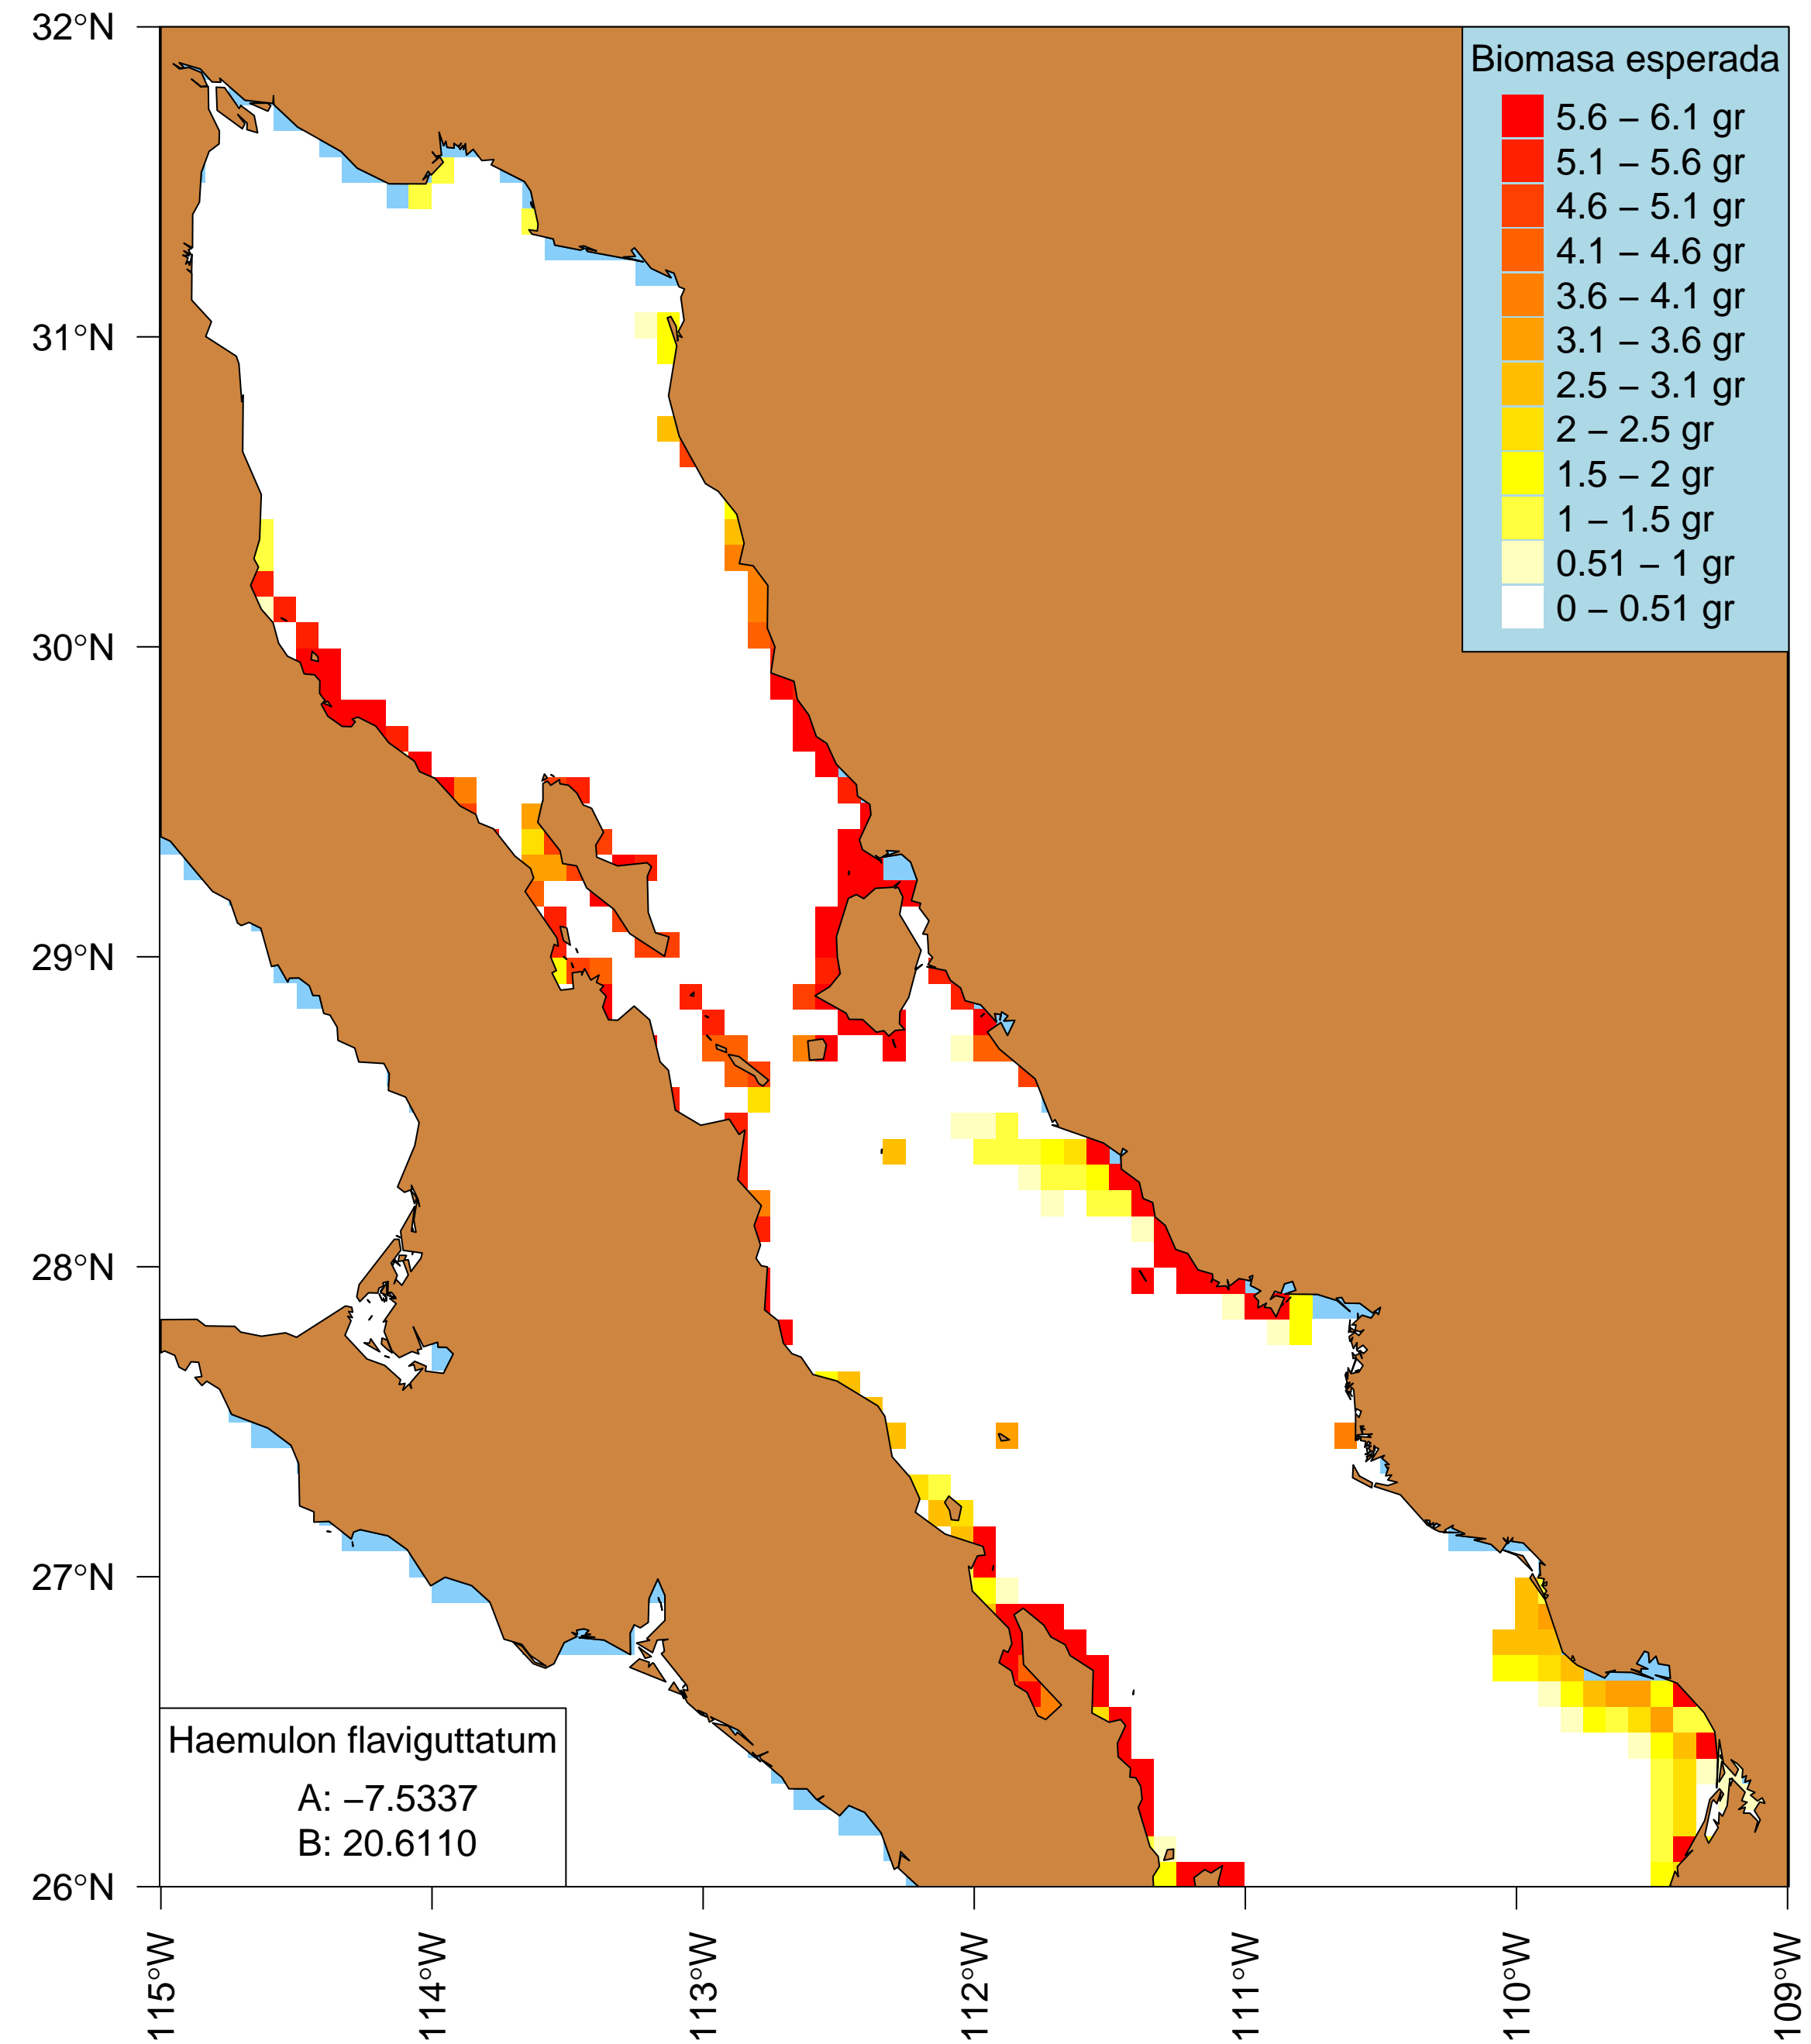 32°N
31°N
30°N
29°N
28°N
27°N
26°N
Biomasa esperada
5.6 – 6.1 gr
5.1 – 5.6 gr
4.6 – 5.1 gr
4.1 – 4.6 gr
3.6 – 4.1 gr
3.1 – 3.6 gr
2.5 – 3.1 gr
2 – 2.5 gr
1.5 – 2 gr
1 – 1.5 gr
0.51 – 1 gr
0 – 0.51 gr
Haemulon flaviguttatum
A: –7.5337
B: 20.6110
115°W
114°W
113°W
112°W
111°W
110°W
109°W